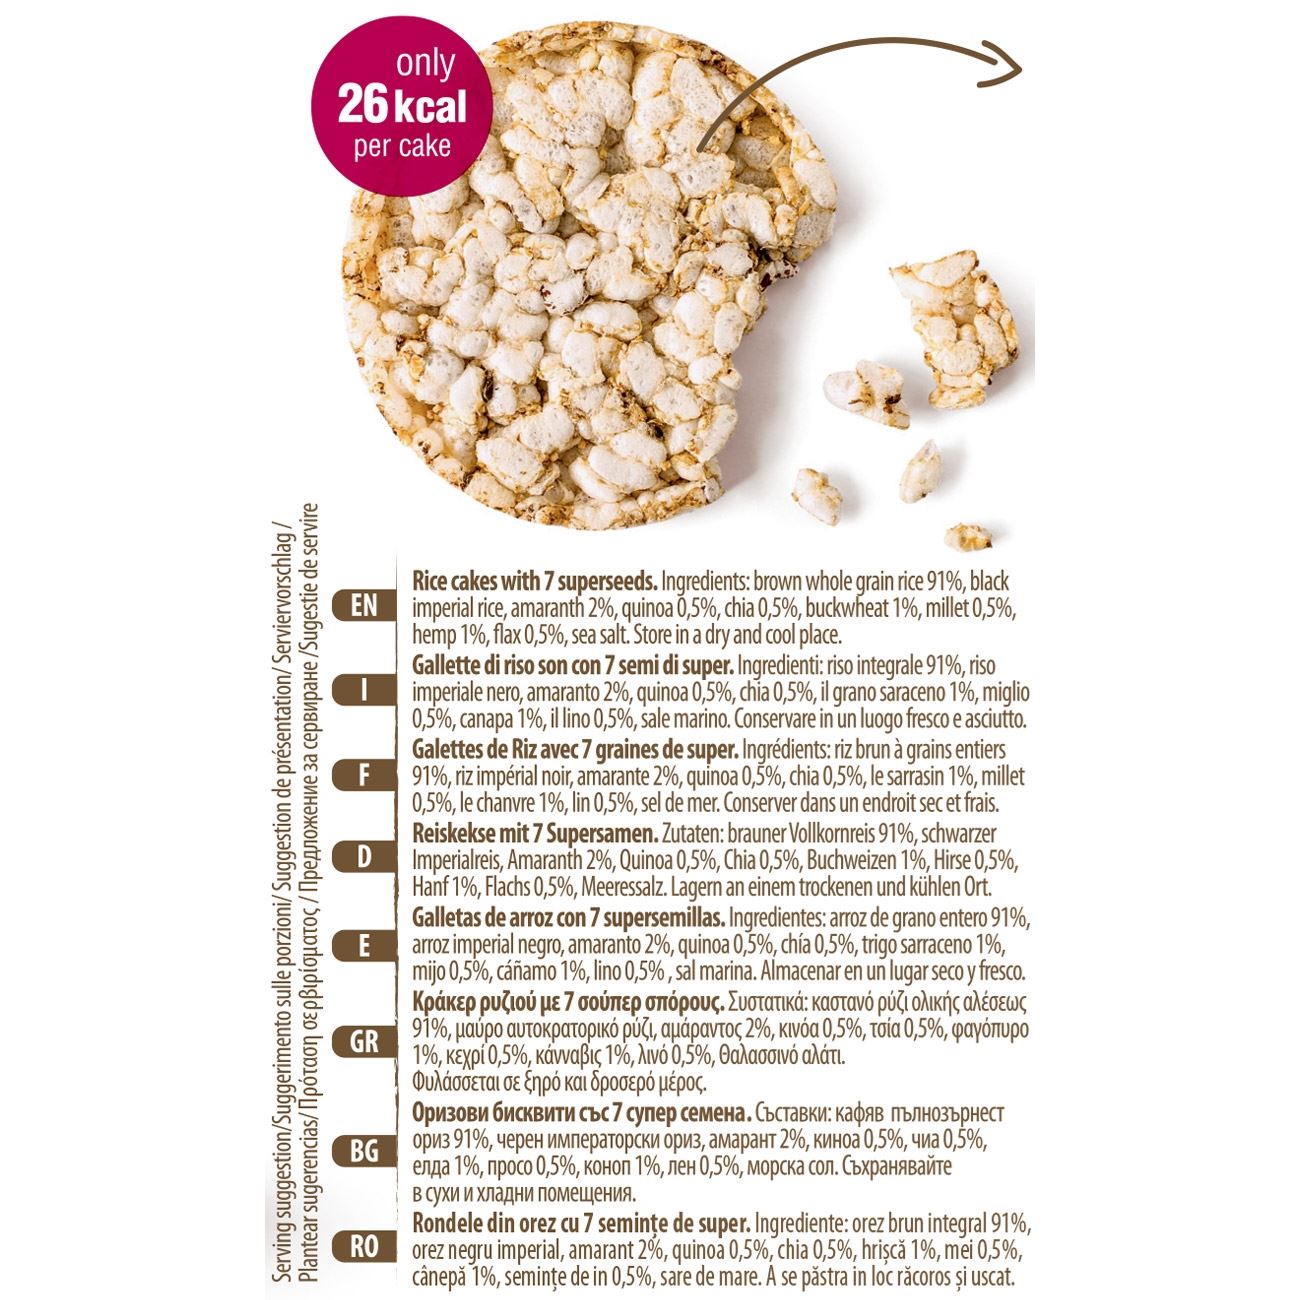 only
26 kcal
per cake
Serving suggestion/Suggerimento sulle porzioni/ Suggestion de présentation/ Serviervorschlag /
Plantear sugerencias/ Πρόταση σερβιρίσματος / Предложение за сервиране /Sugestie de servire
EN
Rice cakes with 7 superseeds. Ingredients: brown whole grain rice 91%, black
imperial rice, amaranth 2%, quinoa 0,5%, chia 0,5%, buckwheat 1%, millet 0,5%,
hemp 1%, flax 0,5%, sea salt. Store in a dry and cool place.
I
Gallette di riso son con 7 semi di super. Ingredienti: riso integrale 91%, riso
imperiale nero, amaranto 2%, quinoa 0,5%, chia 0,5%, il grano saraceno 1%, miglio
0,5%, canapa 1%, il lino 0,5%, sale marino. Conservare in un luogo fresco e asciutto.
F
Galettes de Riz avec 7 graines de super. Ingrédients: riz brun à grains entiers
91%, riz impérial noir, amarante 2%, quinoa 0,5%, chia 0,5%, le sarrasin 1%, millet
0,5%, le chanvre 1%, lin 0,5%, sel de mer. Conserver dans un endroit sec et frais.
D
Reiskekse mit 7 Supersamen. Zutaten: brauner Vollkornreis 91%, schwarzer
Imperialreis, Amaranth 2%, Quinoa 0,5%, Chia 0,5%, Buchweizen 1%, Hirse 0,5%,
Hanf 1%, Flachs 0,5%, Meeressalz. Lagern an einem trockenen und kühlen Ort.
E
Galletas de arroz con 7 supersemillas. Ingredientes: arroz de grano entero 91%,
arroz imperial negro, amaranto 2%, quinoa 0,5%, chía 0,5%, trigo sarraceno 1%,
mijo 0,5%, cáñamo 1%, lino 0,5% , sal marina. Almacenar en un lugar seco y fresco.
GR
Κράκερ ρυζιού με 7 σούπερ σπόρους. Συστατικά: καστανό ρύζι ολικής αλέσεως
91%, μαύρο αυτοκρατορικό ρύζι, αμάραντος 2%, κινόα 0,5%, τσία 0,5%, φαγόπυρο
1%, κεχρί 0,5%, κάνναβις 1%, λινό 0,5%, Θαλασσινό αλάτι.
Φυλάσσεται σε ξηρό και δροσερό μέρος.
BG
Оризови бисквити със 7 супер семена. Съставки: кафяв пълнозърнест
ориз 91%, черен императорски ориз, амарант 2%, киноа 0,5%, чиа 0,5%,
елда 1%, просо 0,5%, коноп 1%, лен 0,5%, морска сол. Съхранявайте
в сухи и хладни помещения.
RO
Rondele din orez cu 7 semințe de super. Ingrediente: orez brun integral 91%,
orez negru imperial, amarant 2%, quinoa 0,5%, chia 0,5%, hrișcă 1%, mei 0,5%,
cânepă 1%, semințe de in 0,5%, sare de mare. A se păstra in loc răcoros și uscat.